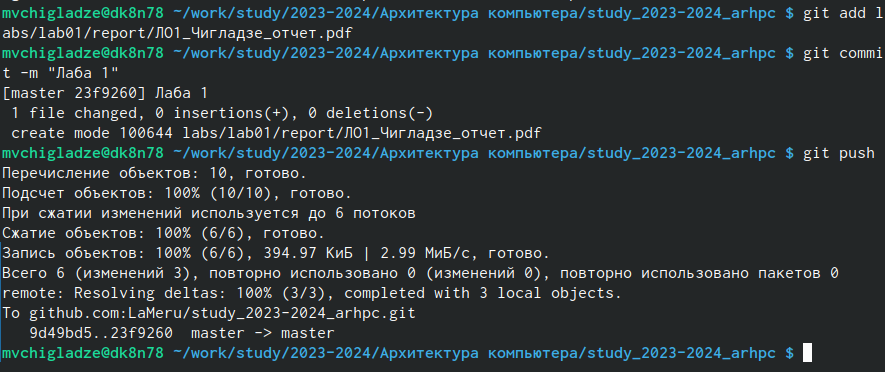 mvchigladze@dk8n78 ~/work/study/2023-2024/Архитектура компьютера/study_2023-2024_arhpc $ git add l
abs/lab01/report/ЛО1_Чигладзе_отчет.pdf
mvchigladze@dk8n78 ~/work/study/2023-2024/Архитектура компьютера/study_2023-2024_arhpc $ git commi
t -m "Лаба 1"
[master 23f9260] Лаба 1
 1 file changed, 0 insertions(+), 0 deletions(-)
 create mode 100644 labs/lab01/report/ЛО1_Чигладзе_отчет.pdf
mvchigladze@dk8n78 ~/work/study/2023-2024/Архитектура компьютера/study_2023-2024_arhpc $ git push
Перечисление объектов: 10, готово.
Подсчет объектов: 100% (10/10), готово.
При сжатии изменений используется до 6 потоков
Сжатие объектов: 100% (6/6), готово.
Запись объектов: 100% (6/6), 394.97 КиБ | 2.99 МиБ/с, готово.
Всего 6 (изменений 3), повторно использовано 0 (изменений 0), повторно использовано пакетов 0
remote: Resolving deltas: 100% (3/3), completed with 3 local objects.
To github.com:LaMeru/study_2023-2024_arhpc.git
   9d49bd5..23f9260  master -> master
mvchigladze@dk8n78 ~/work/study/2023-2024/Архитектура компьютера/study_2023-2024_arhpc $